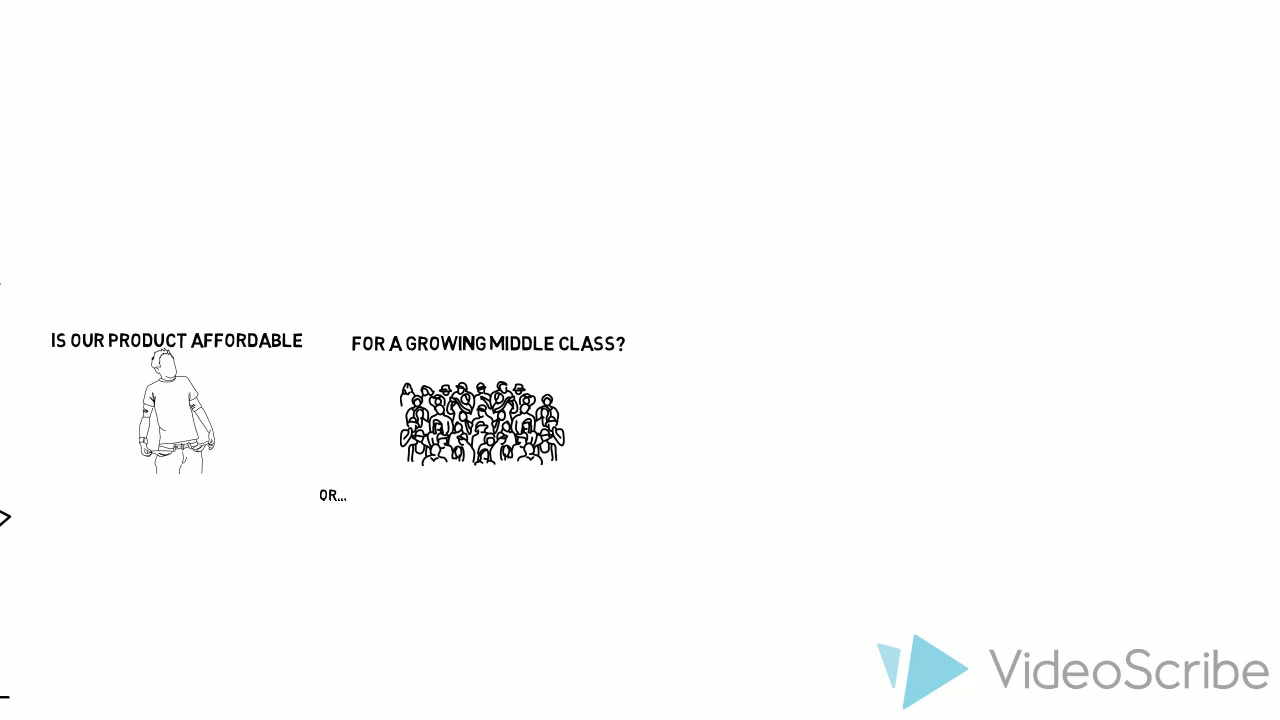 IS OUR PRODUCT AFFORDABLE
FOR A GROWING MIDDLE CLASS?
OR...
VideoScribe